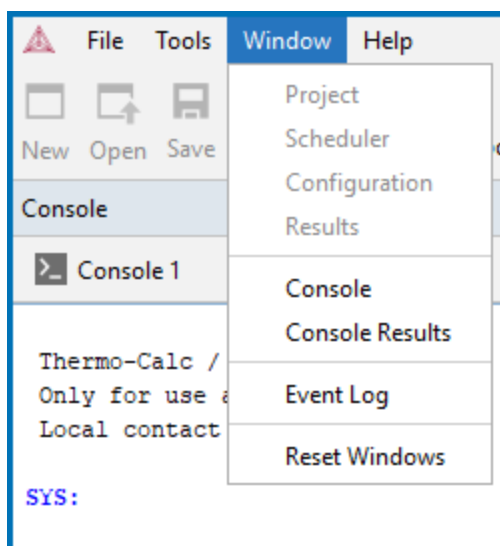 File Tools Window Help
New Open Save
Project
Scheduler
Configuration
Results
Console
Console Results
Event Log
Reset Windows
Console
Console 1
Thermo-Calc /
Only for use
Local contact
SYS: